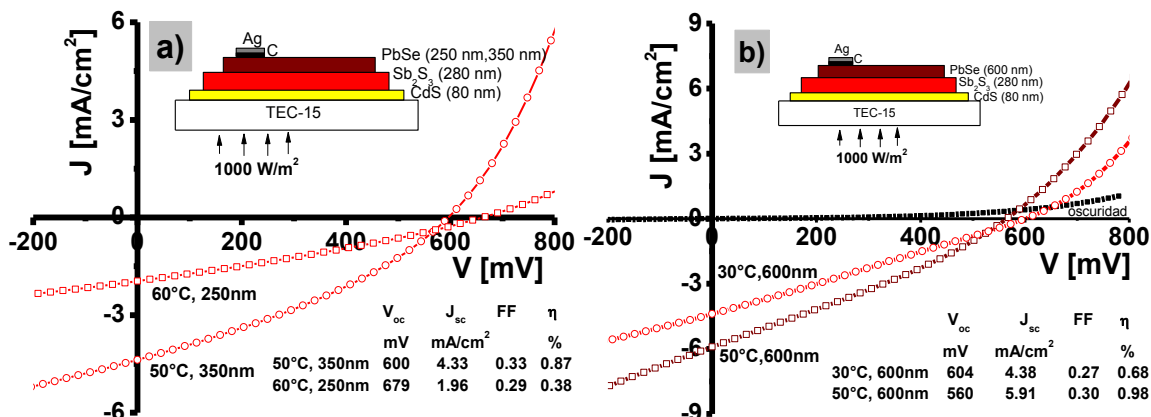 a)
Ag
C
PbSe (250 nm,350 nm)
Sb₂S₃ (280 nm)
CdS (80 nm)
TEC-15
1000 W/m²
J [mA/cm²]
6
3
0
-3
-6
-200 0 200 400 600 800
V [mV]
60°C, 250nm
50°C, 350nm
Voc Jsc FF η
mV mA/cm² %
50°C, 350nm 600 4.33 0.33 0.87
60°C, 250nm 679 1.96 0.29 0.38
b)
Ag
C
PbSe (600 nm)
Sb₂S₃ (280 nm)
CdS (80 nm)
TEC-15
1000 W/m²
J [mA/cm²]
9
6
3
0
-3
-6
-9
oscuridad
-200 0 200 400 600 800
V [mV]
30°C, 600nm
50°C, 600nm
Voc Jsc FF η
mV mA/cm² %
30°C, 600nm 604 4.38 0.27 0.68
50°C, 600nm 560 5.91 0.30 0.98